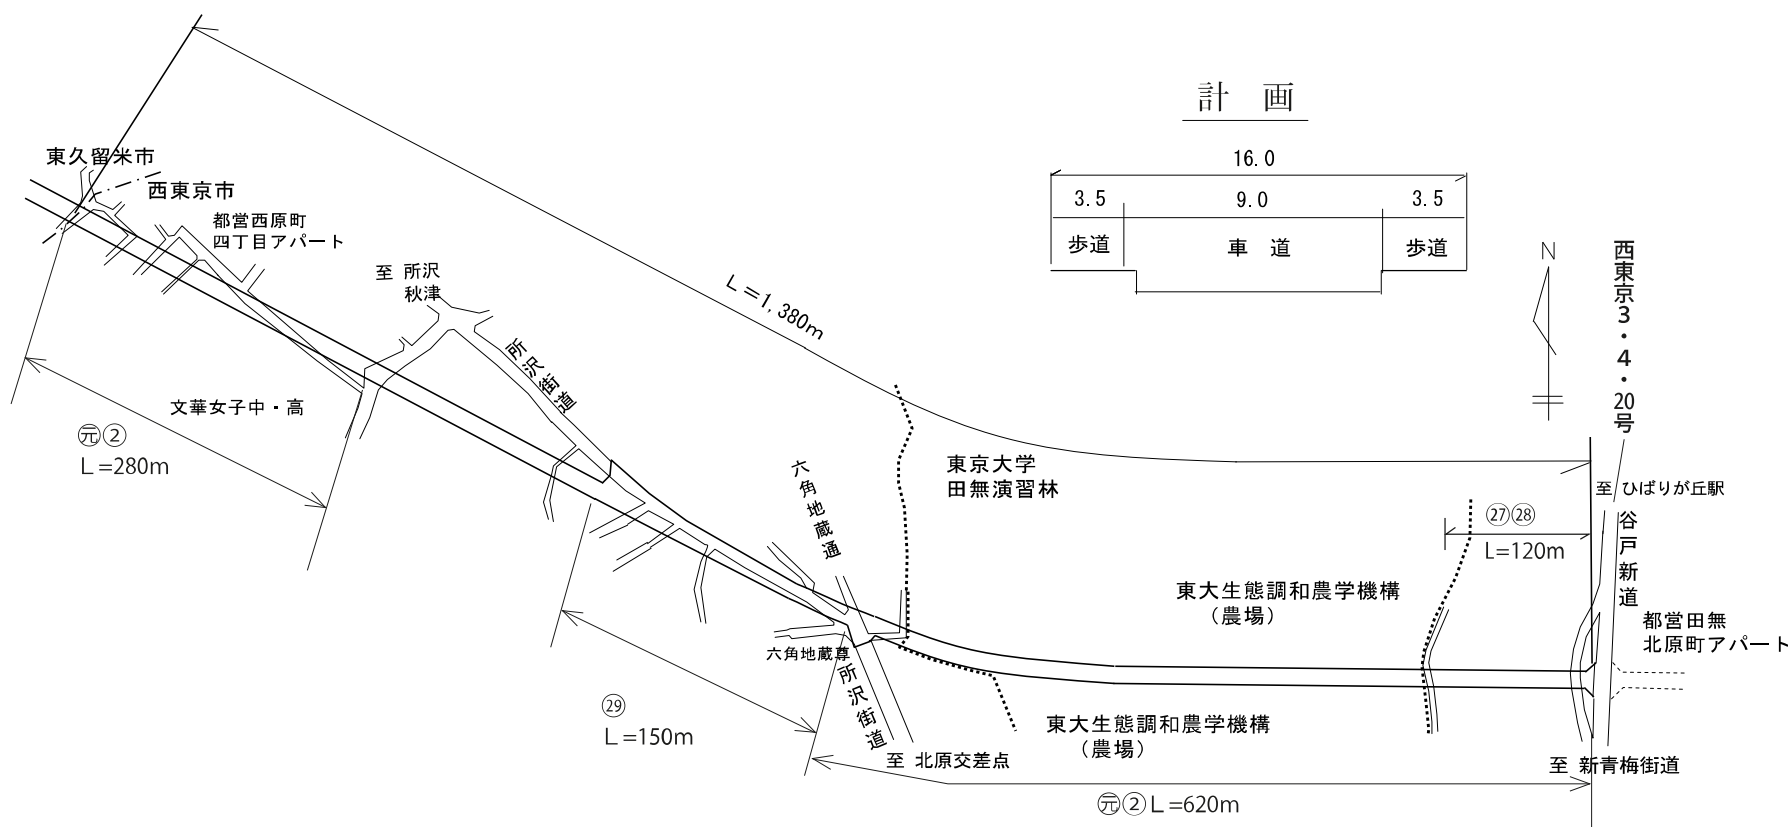 計 画
16.0
3.5
9.0
3.5
歩道
車 道
歩道
東久留米市
西東京市
都営西原町
四丁目アパート
至 所沢
秋津
所沢街道
L=1,380m
N
西東京3・4・20号
文華女子中・高
元②
L=280m
六角地蔵通
東京大学
田無演習林
至 ひばりが丘駅
㉗㉘
L=120m
谷戸新道
東大生態調和農学機構
（農場）
都営田無
北原町アパート
六角地蔵尊
所沢街道
㉙
L=150m
東大生態調和農学機構
（農場）
至 北原交差点
至 新青梅街道
元②L=620m